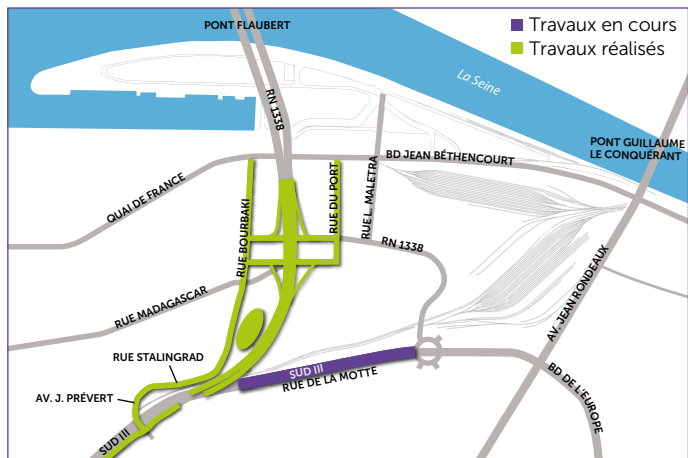 PONT FLAUBERT
Travaux en cours
Travaux réalisés
La Seine
RN 1338
PONT GUILLAUME
LE CONQUÉRANT
BD JEAN BÉTHENCOURT
QUAI DE FRANCE
RUE BOURBAKI
RUE DU PORT
RUE L. MALETRA
RN 1338
RUE MADAGASCAR
AV. JEAN RONDEAUX
RUE STALINGRAD
SUD III
RUE DE LA MOTTE
AV. J. PRÉVERT
BD DE L'EUROPE
SUD III